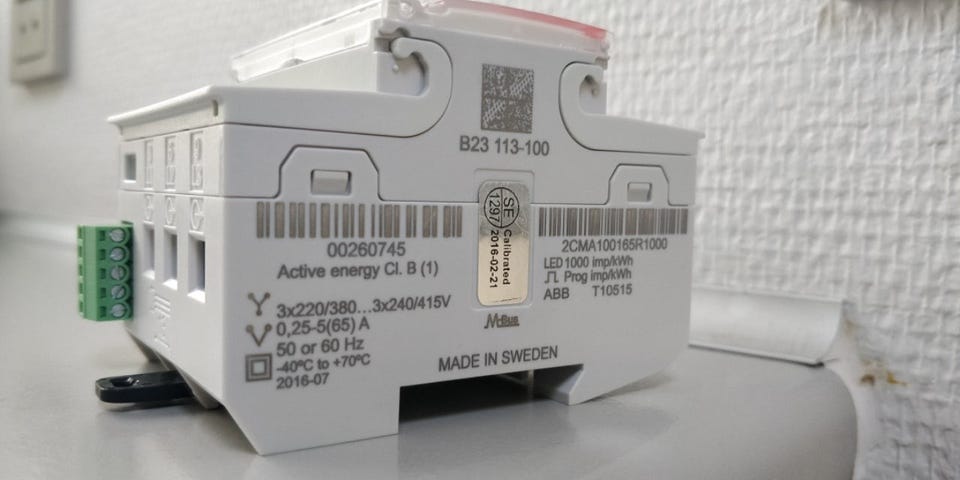 B23 113-100
00260745
Active energy Cl. B (1)
3x220/380...3x240/415V
0,25-5(65) A
50 or 60 Hz
-40°C to +70°C
2016-07
SE
1297
Calibrated
2016-02-21
M-Bus
MADE IN SWEDEN
2CMA100165R1000
LED 1000 imp/kWh
Prog imp/kWh
ABB T10515